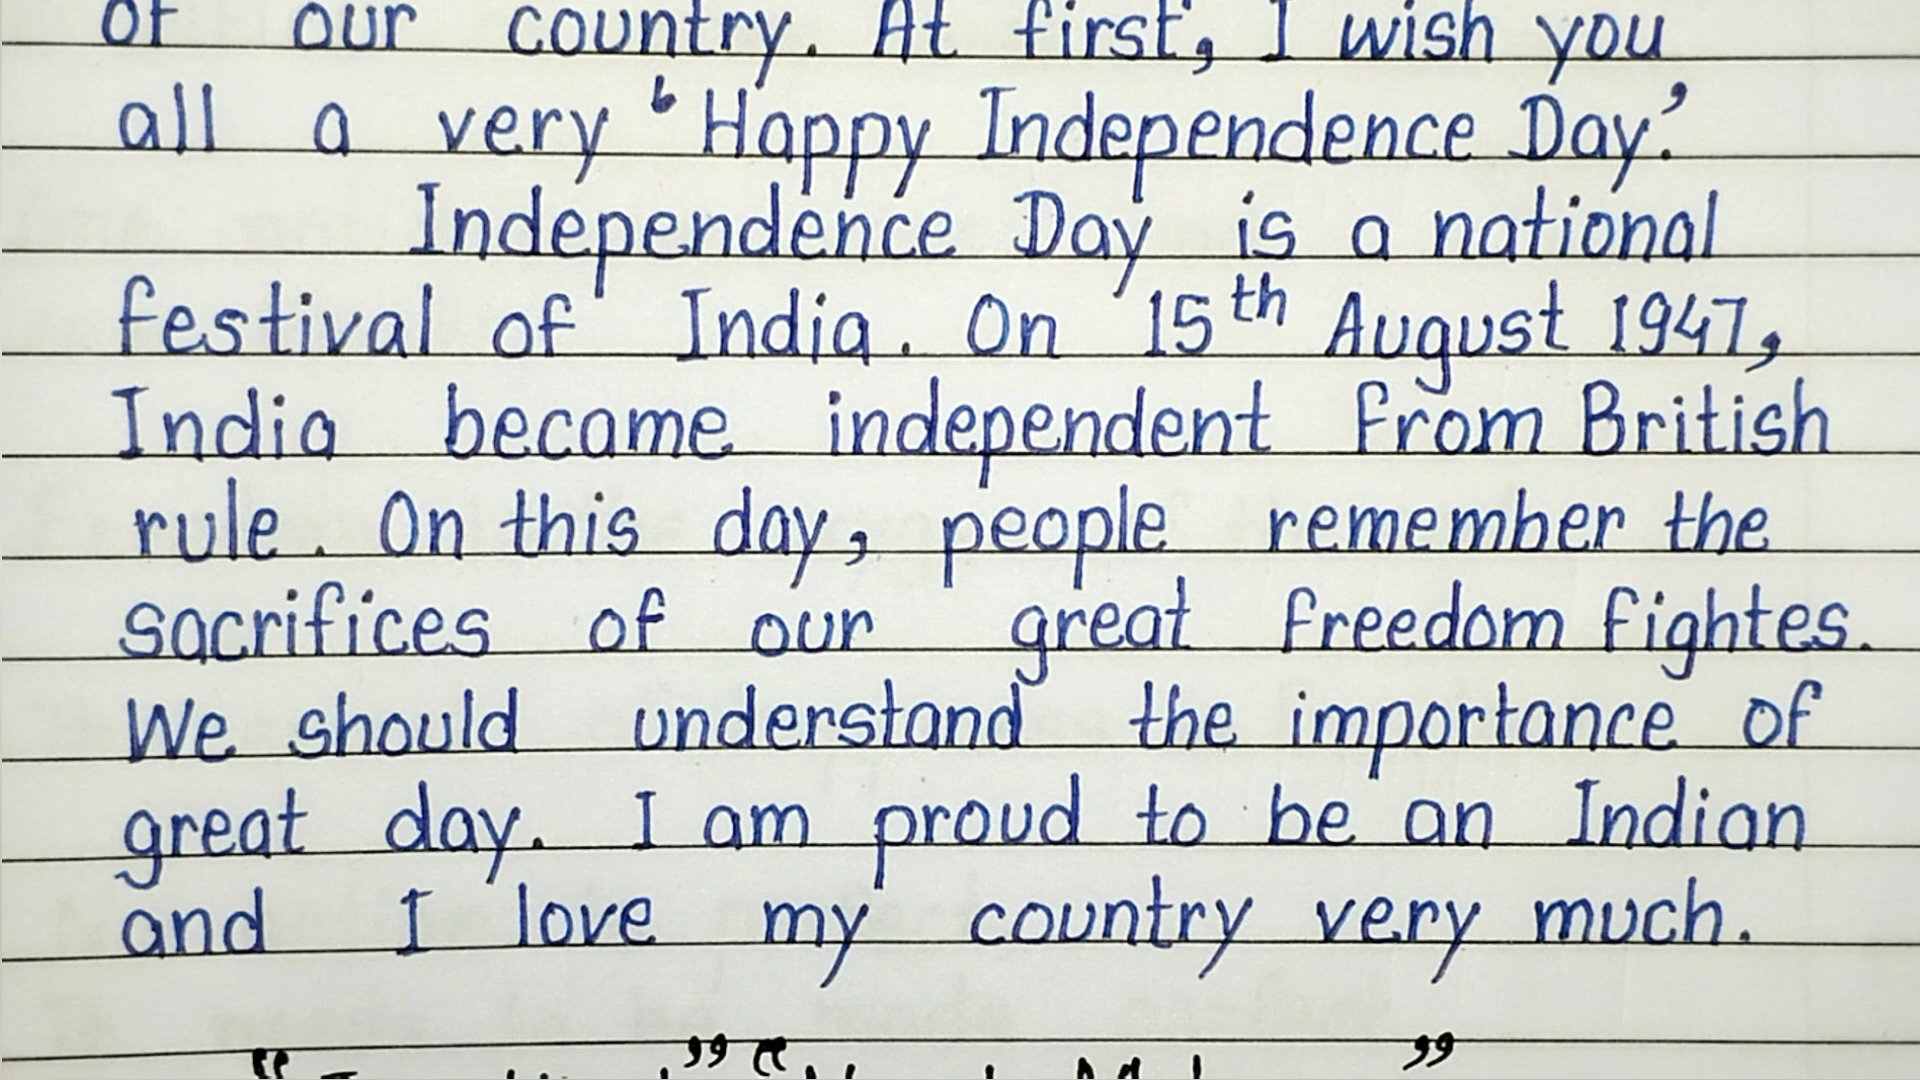 of our country. At first, I wish you
all a very ‘Happy Independence Day.’
Independence Day is a national
festival of India. On 15th August 1947,
India became independent from British
rule. On this day, people remember the
sacrifices of our great freedom fightes.
We should understand the importance of
great day. I am proud to be an Indian
and I love my country very much.